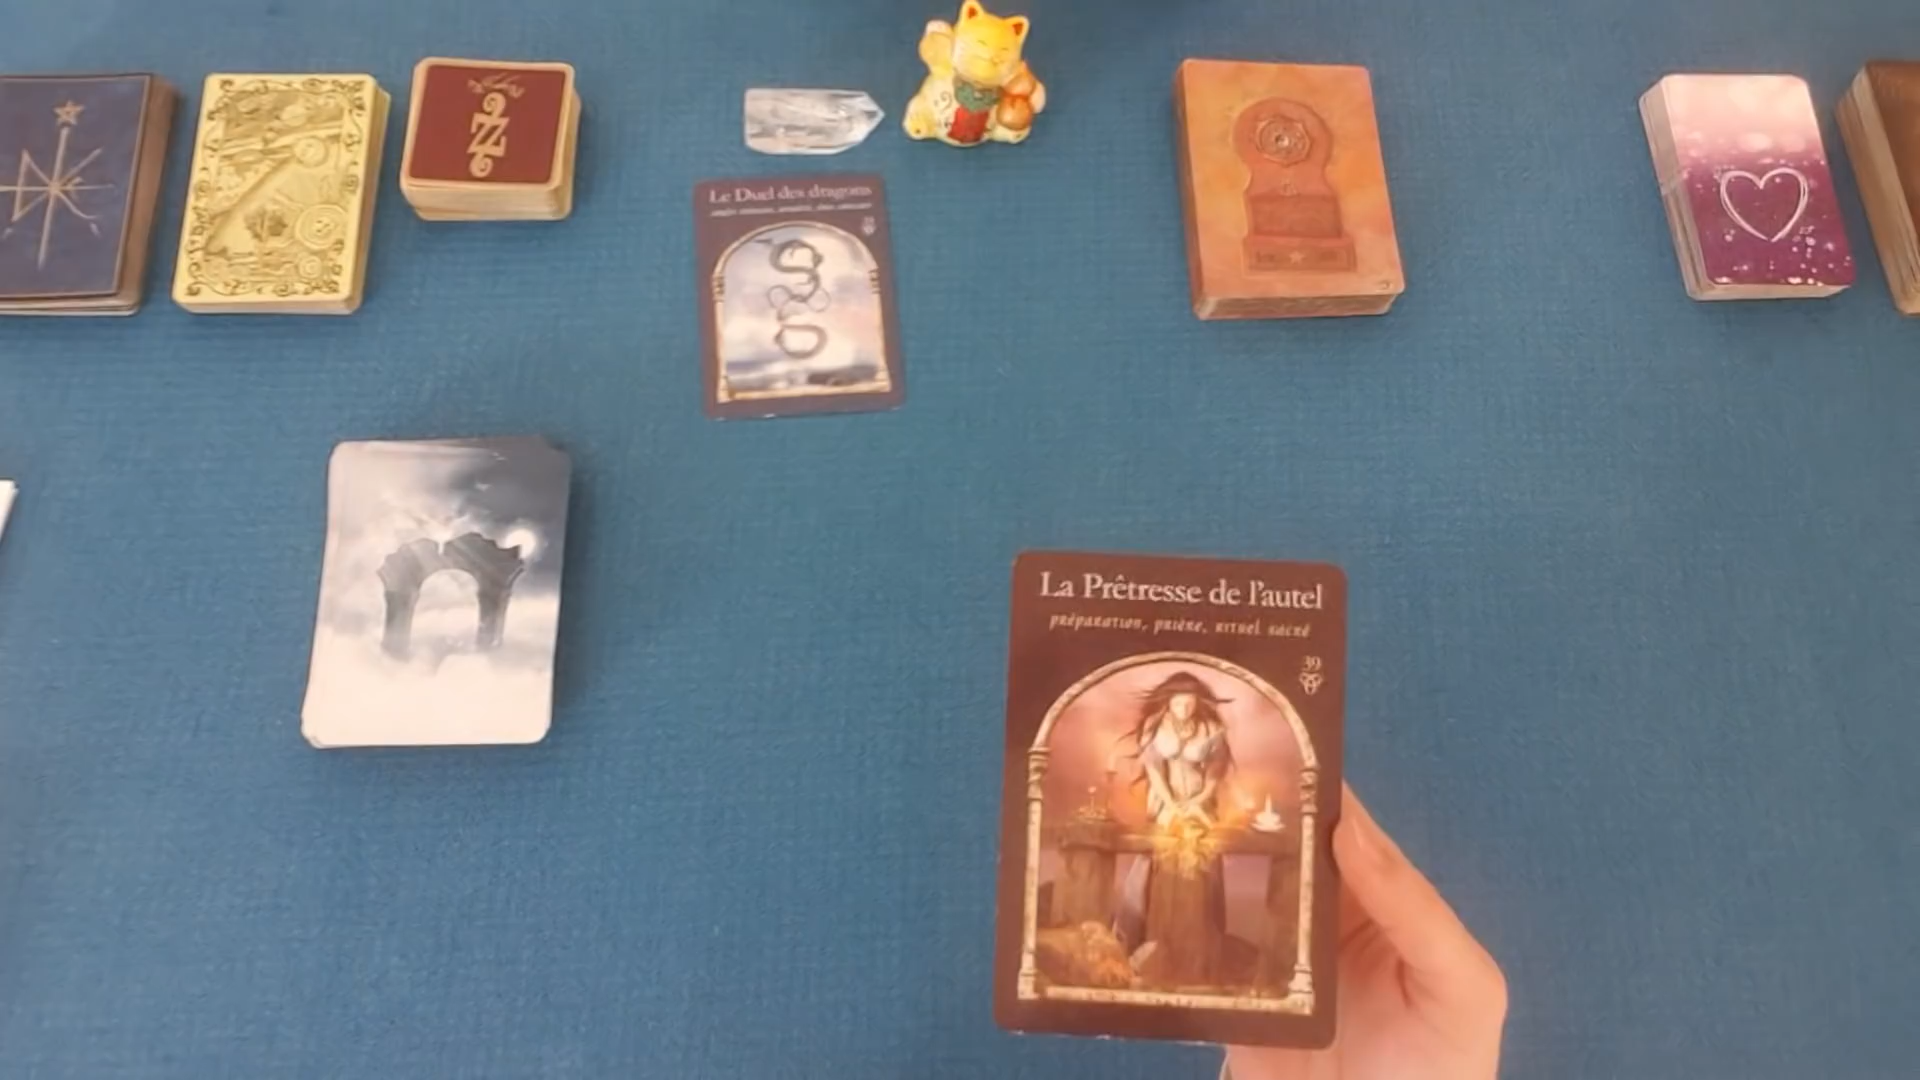 Le Duel des dragons
La Prêtresse de l'autel
préparation, prière, rituel sacré
39